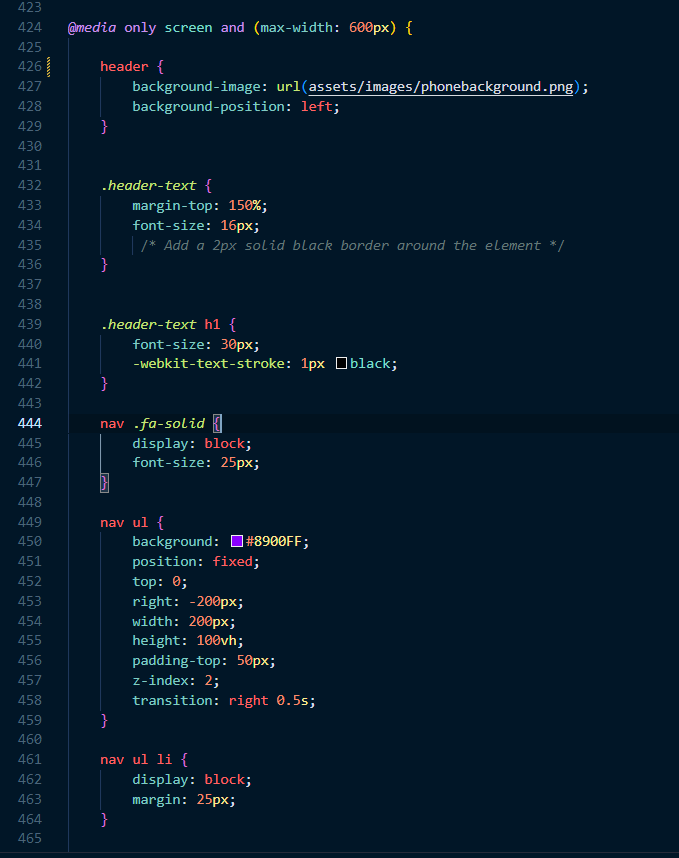 423
424 @media only screen and (max-width: 600px) {
425
426 header {
427 background-image: url(assets/images/phonebackground.png);
428 background-position: left;
429 }
430
431
432 .header-text {
433 margin-top: 150%;
434 font-size: 16px;
435 /* Add a 2px solid black border around the element */
436 }
437
438
439 .header-text h1 {
440 font-size: 30px;
441 -webkit-text-stroke: 1px black;
442 }
443
444 nav .fa-solid {
445 display: block;
446 font-size: 25px;
447 }
448
449 nav ul {
450 background: #8900FF;
451 position: fixed;
452 top: 0;
453 right: -200px;
454 width: 200px;
455 height: 100vh;
456 padding-top: 50px;
457 z-index: 2;
458 transition: right 0.5s;
459 }
460
461 nav ul li {
462 display: block;
463 margin: 25px;
464 }
465